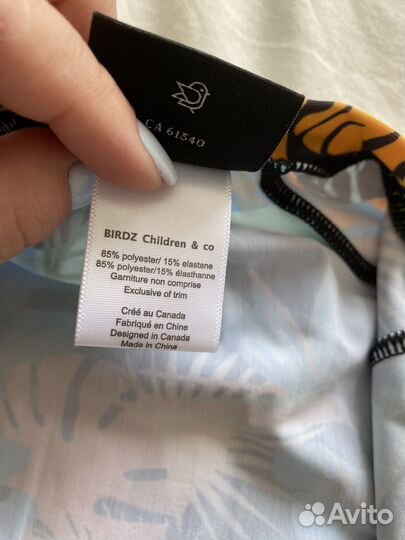 CA 61340
BIRDZ Children & co
85% polyester/ 15% elastane
85% polyester/15% élasthanne
Garniture non comprise
Exclusive of trim
Créé au Canada
Fabriqué en Chine
Designed in Canada
Made in China
Avito